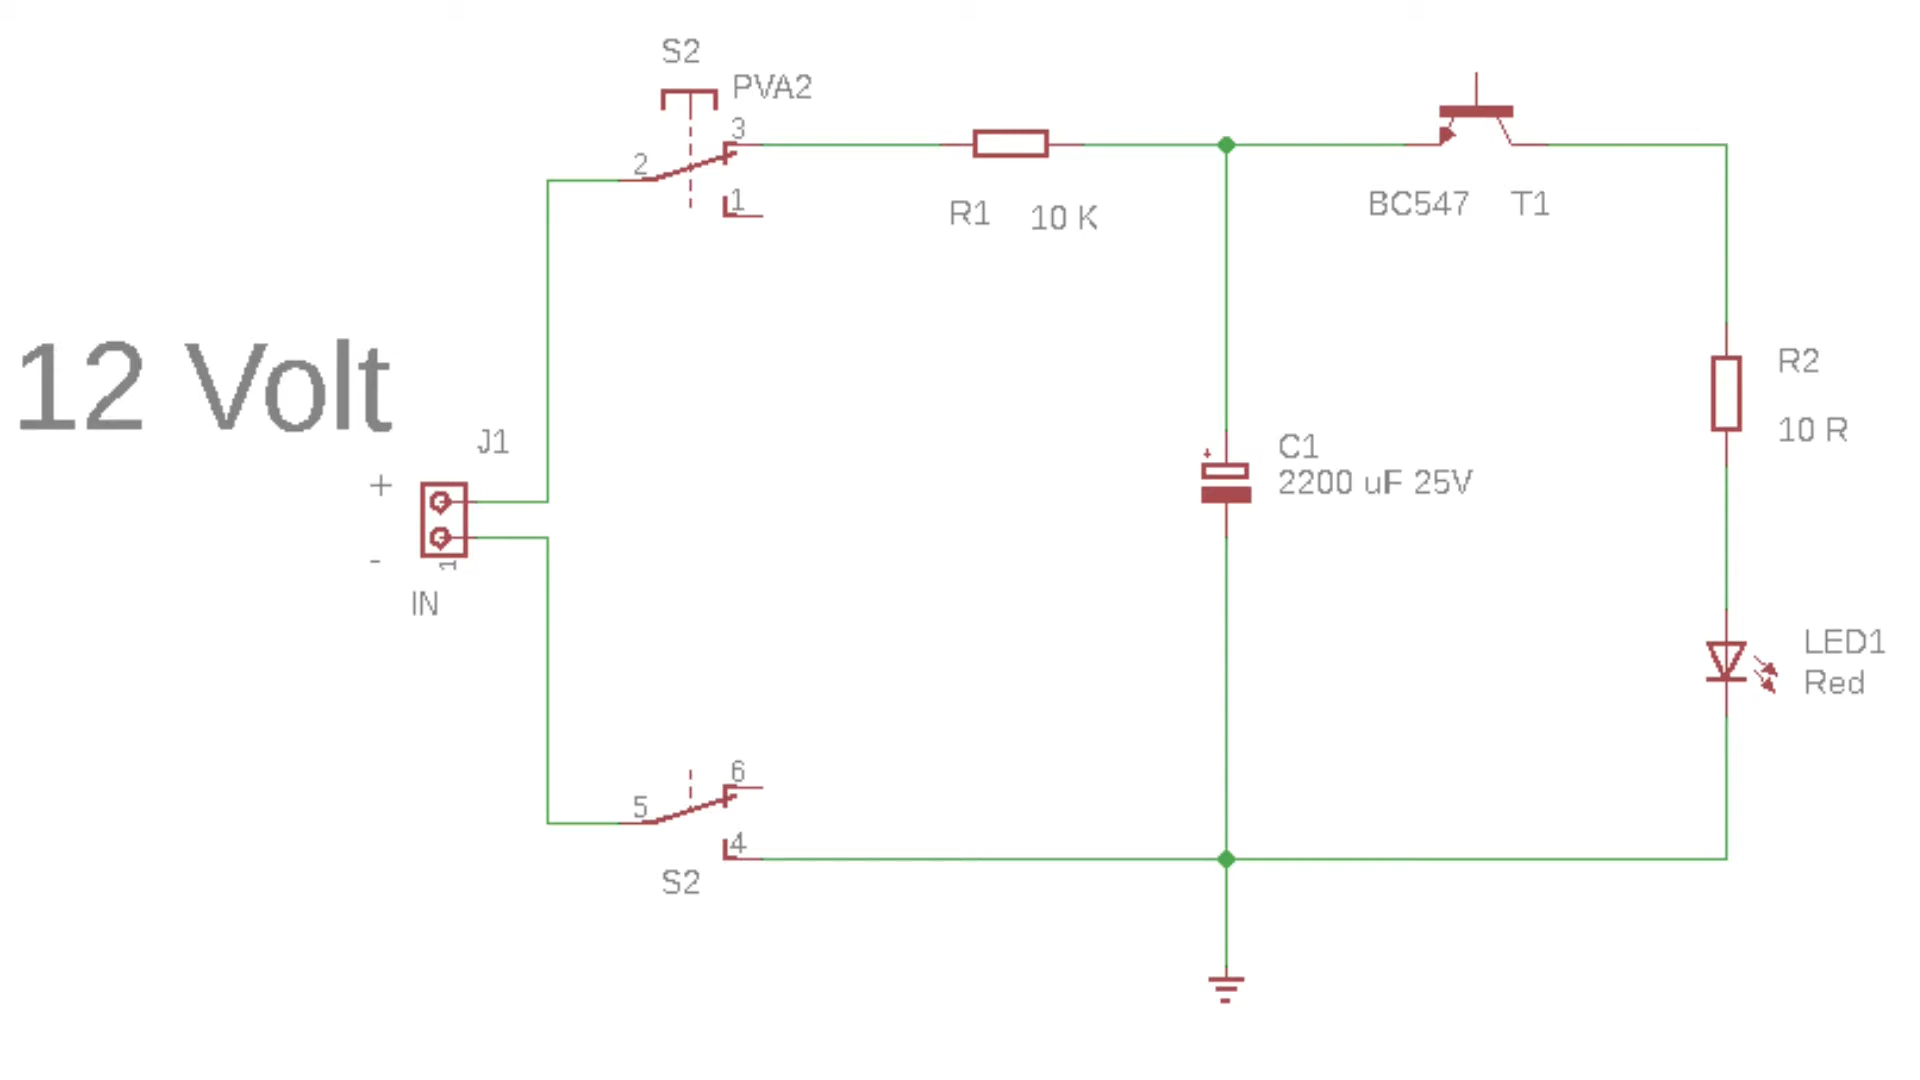 S2
PVA2
3
2
1
R1
10 K
BC547
T1
12 Volt
J1
+
-
1
IN
C1
+
2200 uF 25V
R2
10 R
LED1
Red
6
5
4
S2